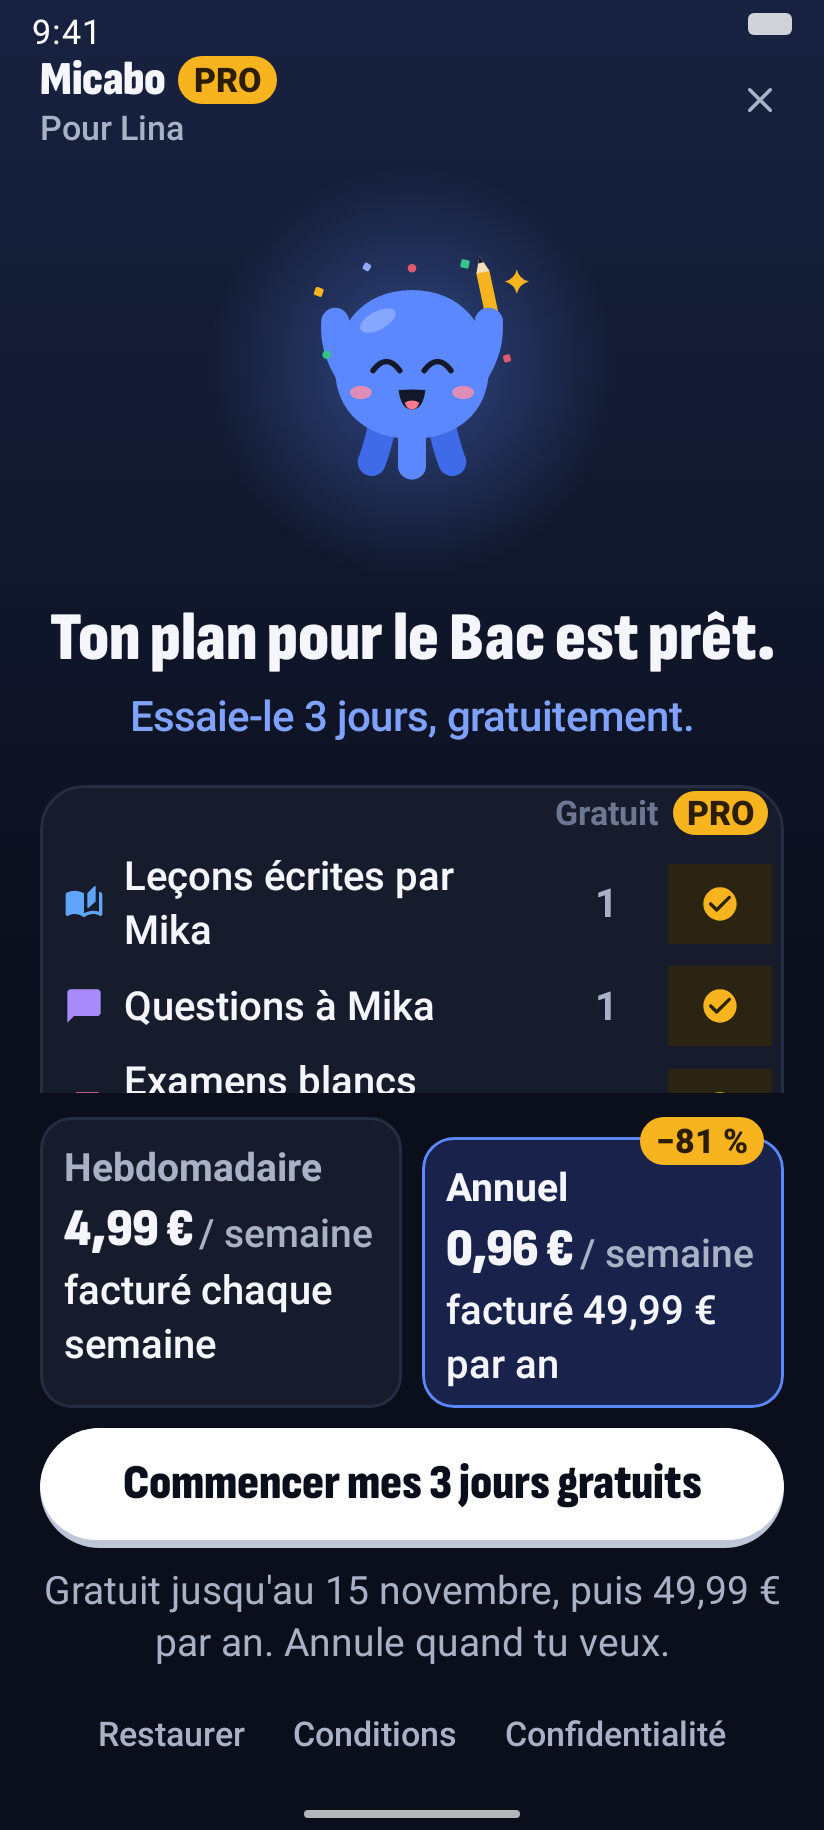 9:41
Micabo PRO
Pour Lina
Ton plan pour le Bac est prêt.
Essaie-le 3 jours, gratuitement.
Gratuit PRO
Leçons écrites par
Mika
1
Questions à Mika
1
Examens blancs
Hebdomadaire
4,99 € / semaine
facturé chaque
semaine
−81 %
Annuel
0,96 € / semaine
facturé 49,99 €
par an
Commencer mes 3 jours gratuits
Gratuit jusqu'au 15 novembre, puis 49,99 €
par an. Annule quand tu veux.
Restaurer Conditions Confidentialité